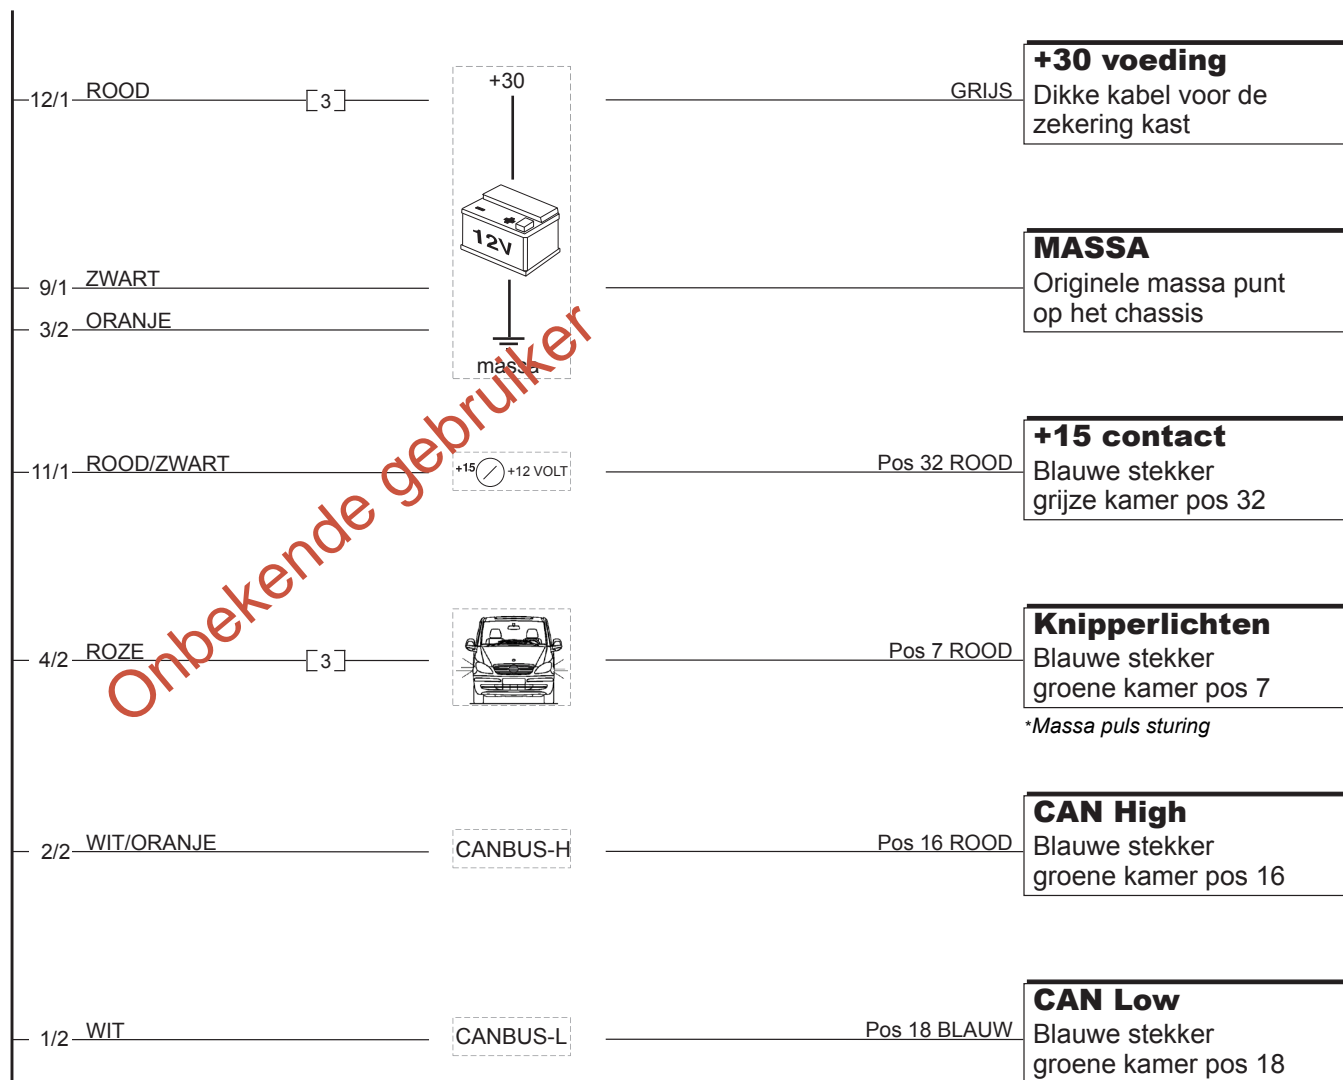 12/1 ROOD [3] +30 GRIJS
+30 voeding
Dikke kabel voor de
zekering kast
12V
9/1 ZWART
MASSA
Originele massa punt
op het chassis
3/2 ORANJE
massa
Onbekende gebruiker
11/1 ROOD/ZWART +15 +12 VOLT Pos 32 ROOD
+15 contact
Blauwe stekker
grijze kamer pos 32
4/2 ROZE [3] Pos 7 ROOD
Knipperlichten
Blauwe stekker
groene kamer pos 7
*Massa puls sturing
2/2 WIT/ORANJE CANBUS-H Pos 16 ROOD
CAN High
Blauwe stekker
groene kamer pos 16
1/2 WIT CANBUS-L Pos 18 BLAUW
CAN Low
Blauwe stekker
groene kamer pos 18